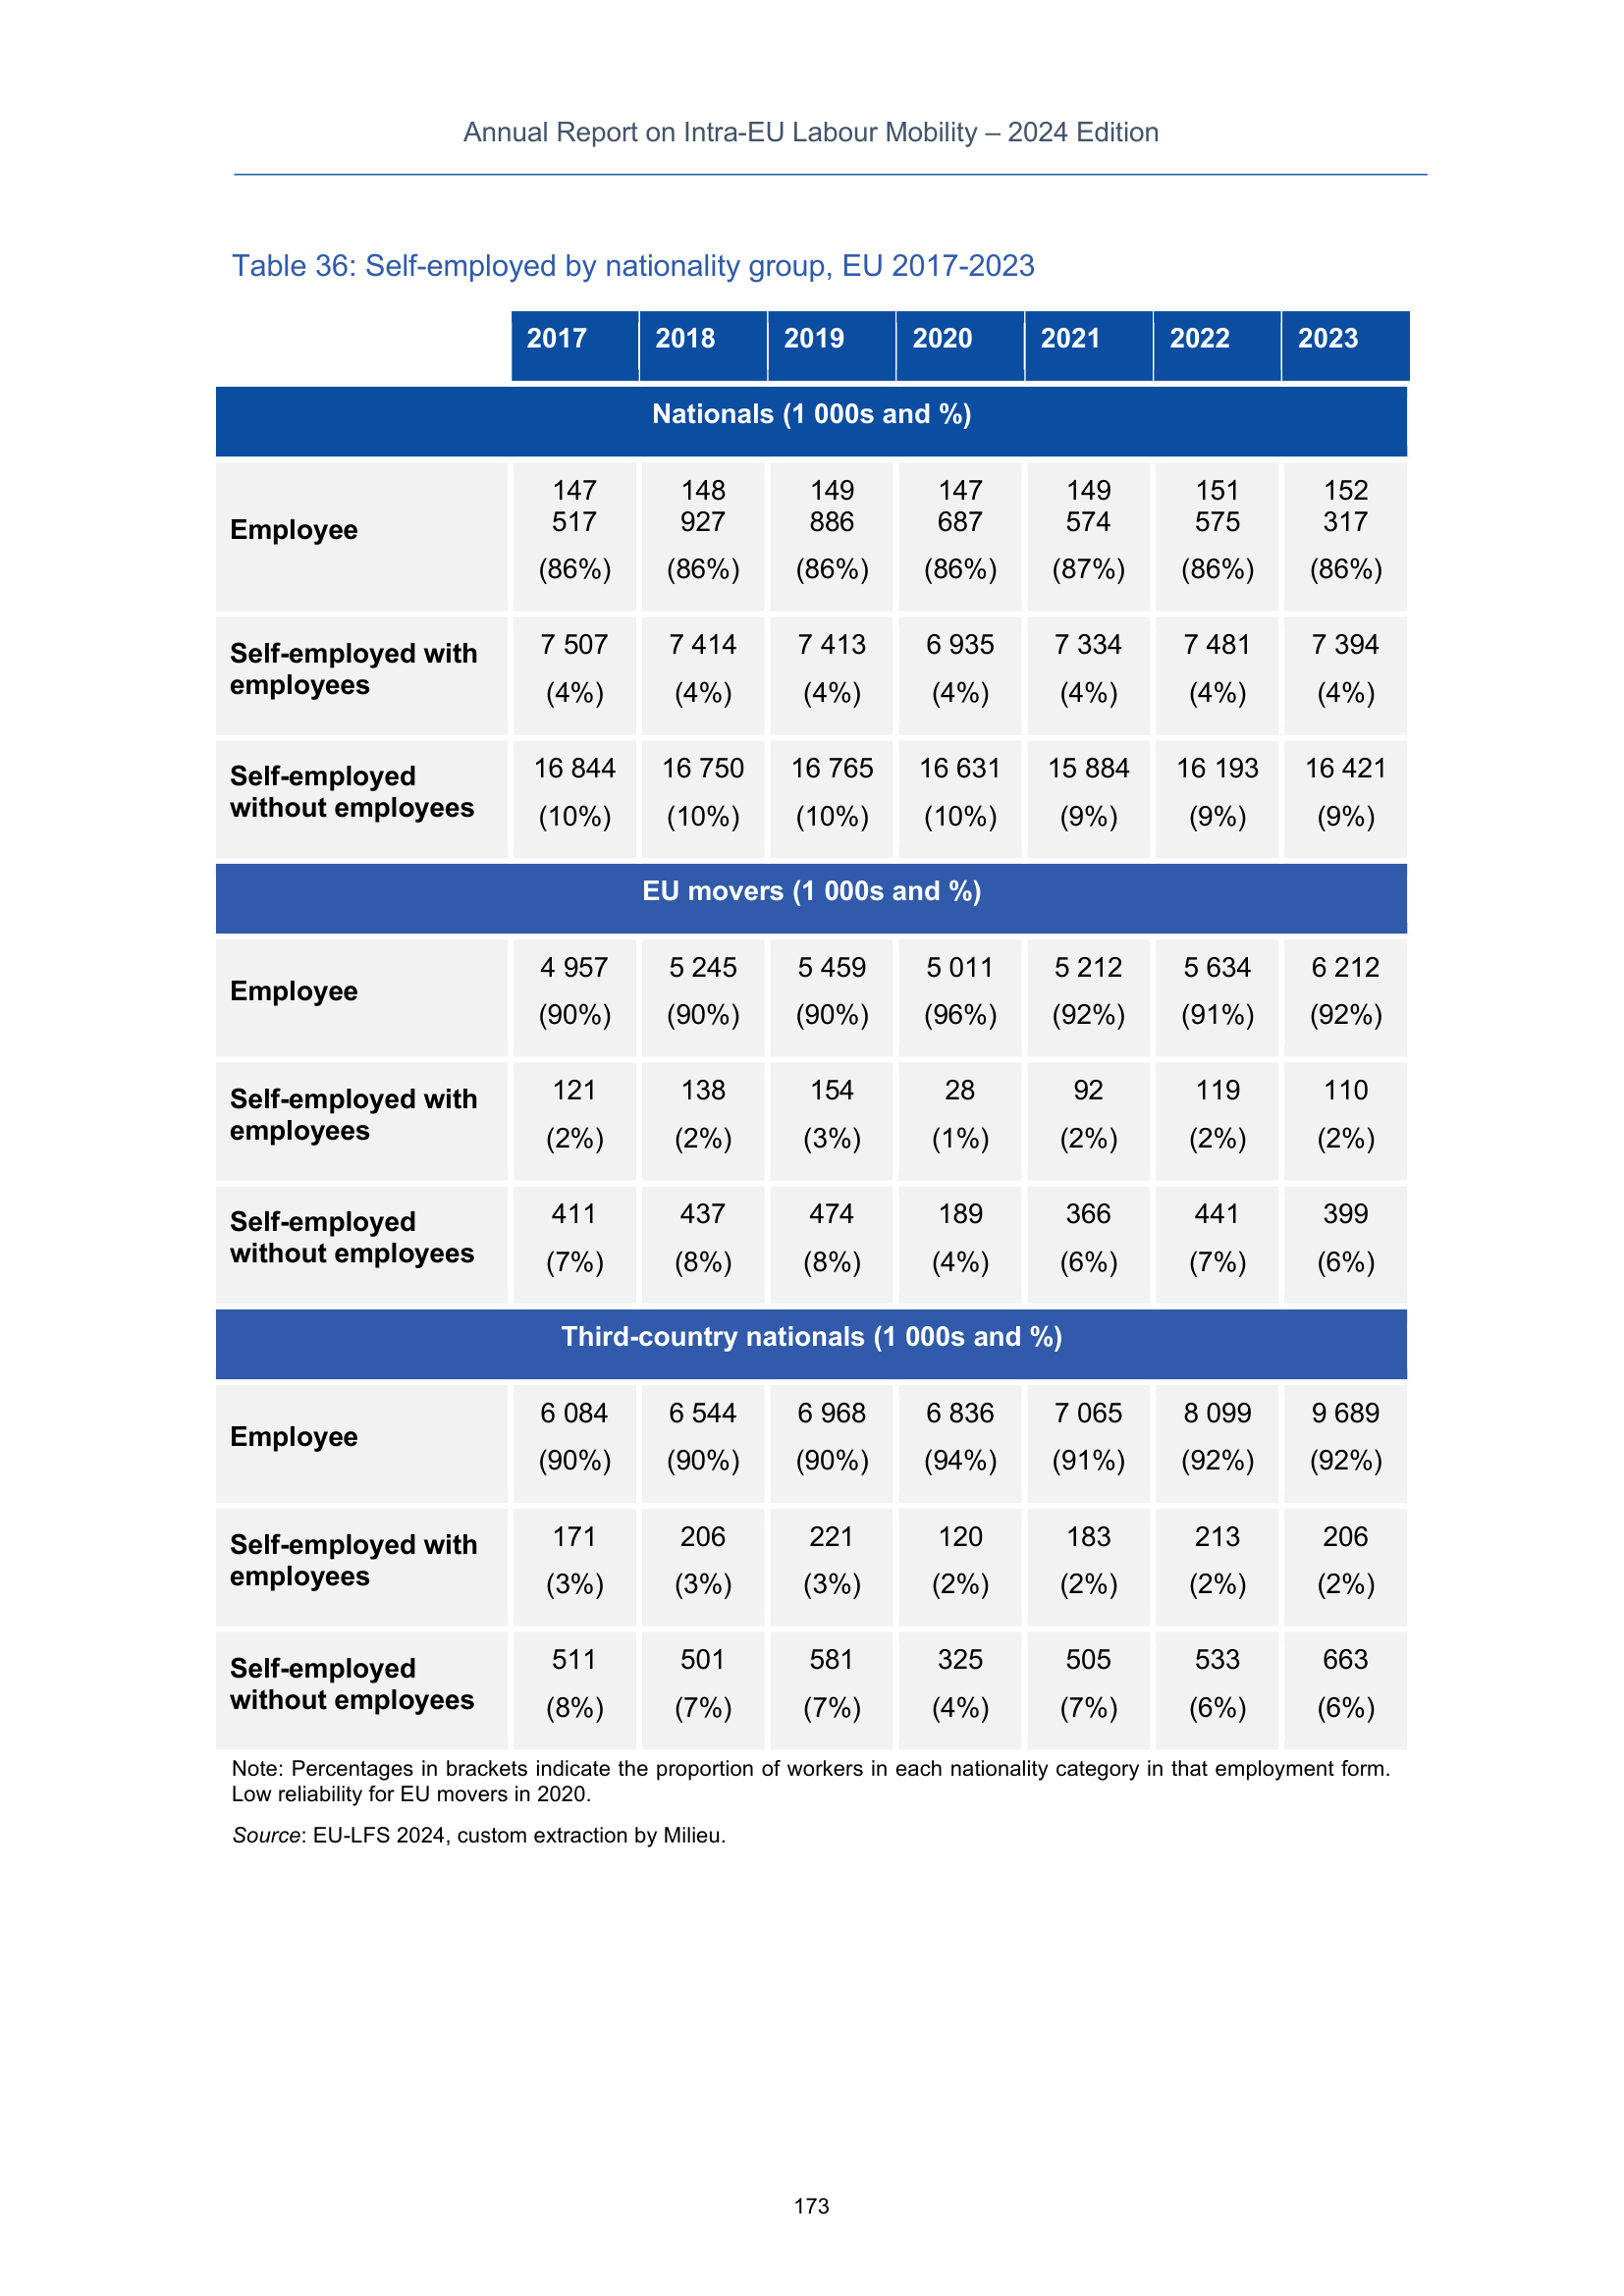 Annual Report on Intra-EU Labour Mobility – 2024 Edition
Table 36: Self-employed by nationality group, EU 2017-2023
2017 2018 2019 2020 2021 2022 2023
Nationals (1 000s and %)
Employee
147 148 149 147 149 151 152
517 927 886 687 574 575 317
(86%) (86%) (86%) (86%) (87%) (86%) (86%)
Self-employed with
employees
7 507 7 414 7 413 6 935 7 334 7 481 7 394
(4%) (4%) (4%) (4%) (4%) (4%) (4%)
Self-employed
without employees
16 844 16 750 16 765 16 631 15 884 16 193 16 421
(10%) (10%) (10%) (10%) (9%) (9%) (9%)
EU movers (1 000s and %)
Employee
4 957 5 245 5 459 5 011 5 212 5 634 6 212
(90%) (90%) (90%) (96%) (92%) (91%) (92%)
Self-employed with
employees
121 138 154 28 92 119 110
(2%) (2%) (3%) (1%) (2%) (2%) (2%)
Self-employed
without employees
411 437 474 189 366 441 399
(7%) (8%) (8%) (4%) (6%) (7%) (6%)
Third-country nationals (1 000s and %)
Employee
6 084 6 544 6 968 6 836 7 065 8 099 9 689
(90%) (90%) (90%) (94%) (91%) (92%) (92%)
Self-employed with
employees
171 206 221 120 183 213 206
(3%) (3%) (3%) (2%) (2%) (2%) (2%)
Self-employed
without employees
511 501 581 325 505 533 663
(8%) (7%) (7%) (4%) (7%) (6%) (6%)
Note: Percentages in brackets indicate the proportion of workers in each nationality category in that employment form.
Low reliability for EU movers in 2020.
Source: EU-LFS 2024, custom extraction by Milieu.
173